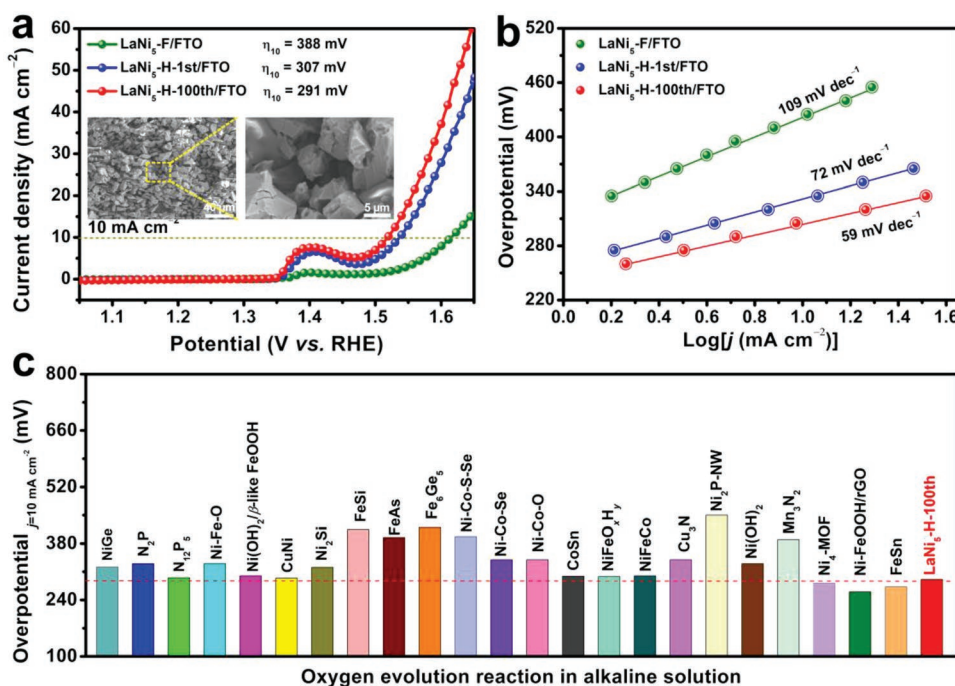 a
Current density (mA cm⁻²)
60
50
40
30
20
10
0
LaNi₅-F/FTO η₁₀ = 388 mV
LaNi₅-H-1st/FTO η₁₀ = 307 mV
LaNi₅-H-100th/FTO η₁₀ = 291 mV
40 μm
5 μm
10 mA cm⁻²
1.1 1.2 1.3 1.4 1.5 1.6
Potential (V vs. RHE)
b
Overpotential (mV)
520
460
400
340
280
220
LaNi₅-F/FTO
LaNi₅-H-1st/FTO
LaNi₅-H-100th/FTO
109 mV dec⁻¹
72 mV dec⁻¹
59 mV dec⁻¹
0.0 0.2 0.4 0.6 0.8 1.0 1.2 1.4 1.6
Log[j (mA cm⁻²)]
c
Overpotential j=10 mA cm-2 (mV)
800
660
520
380
240
100
NiGe
N₂P
N₁₂P₅
Ni-Fe-O
Ni(OH)₂/β-like FeOOH
CuNi
Ni₂Si
FeSi
FeAs
Fe₆Ge₅
Ni-Co-S-Se
Ni-Co-Se
Ni-Co-O
CoSn
NiFeOₓHᵧ
NiFeCo
Cu₃N
Ni₂P-NW
Ni(OH)₂
Mn₃N₂
Ni₄-MOF
Ni-FeOOH/rGO
FeSn
LaNi₅-H-100th
Oxygen evolution reaction in alkaline solution